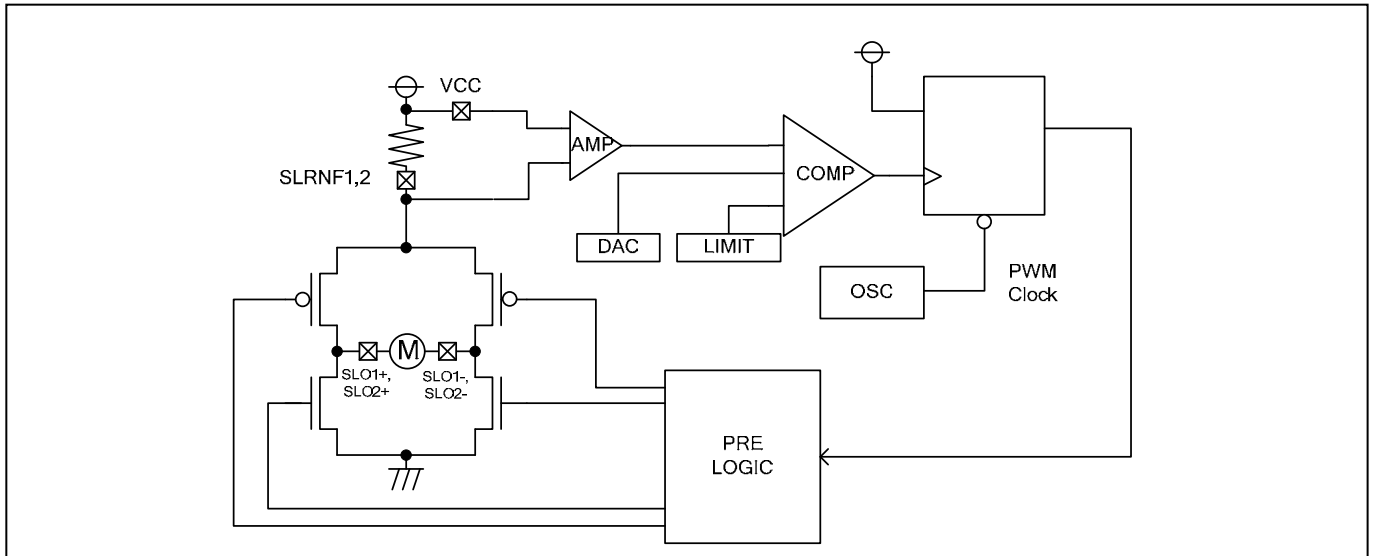 VCC
AMP
SLRNF1,2
COMP
DAC
LIMIT
OSC
PWM
Clock
M
SLO1+,
SLO2+
SLO1-,
SLO2-
PRE
LOGIC